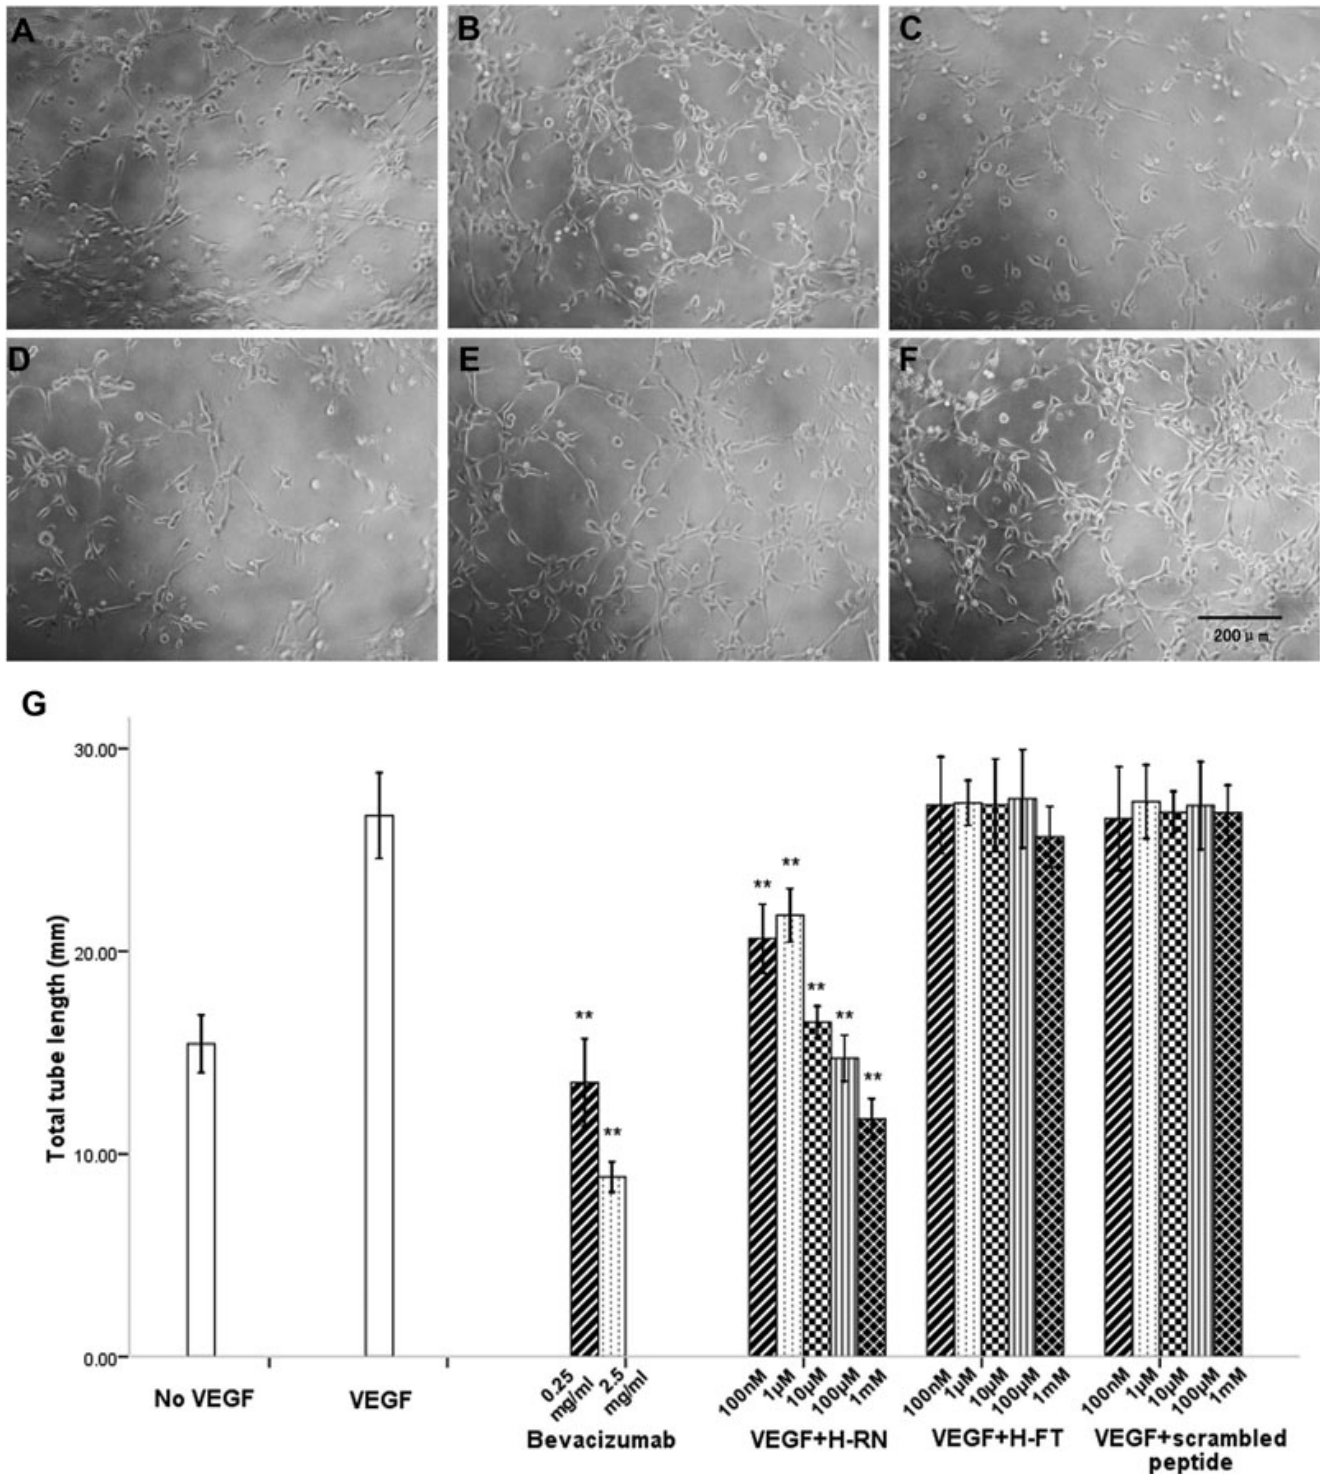 A
B
C
D
E
F
200 μm
G
Total tube length (mm)
30.00
20.00
10.00
0.00
**
**
**
**
**
**
**
No VEGF
VEGF
0.25 mg/ml
2.5 mg/ml
Bevacizumab
100nM
1μM
10μM
100μM
1mM
VEGF+H-RN
100nM
1μM
10μM
100μM
1mM
VEGF+H-FT
100nM
1μM
10μM
100μM
1mM
VEGF+scrambled
peptide